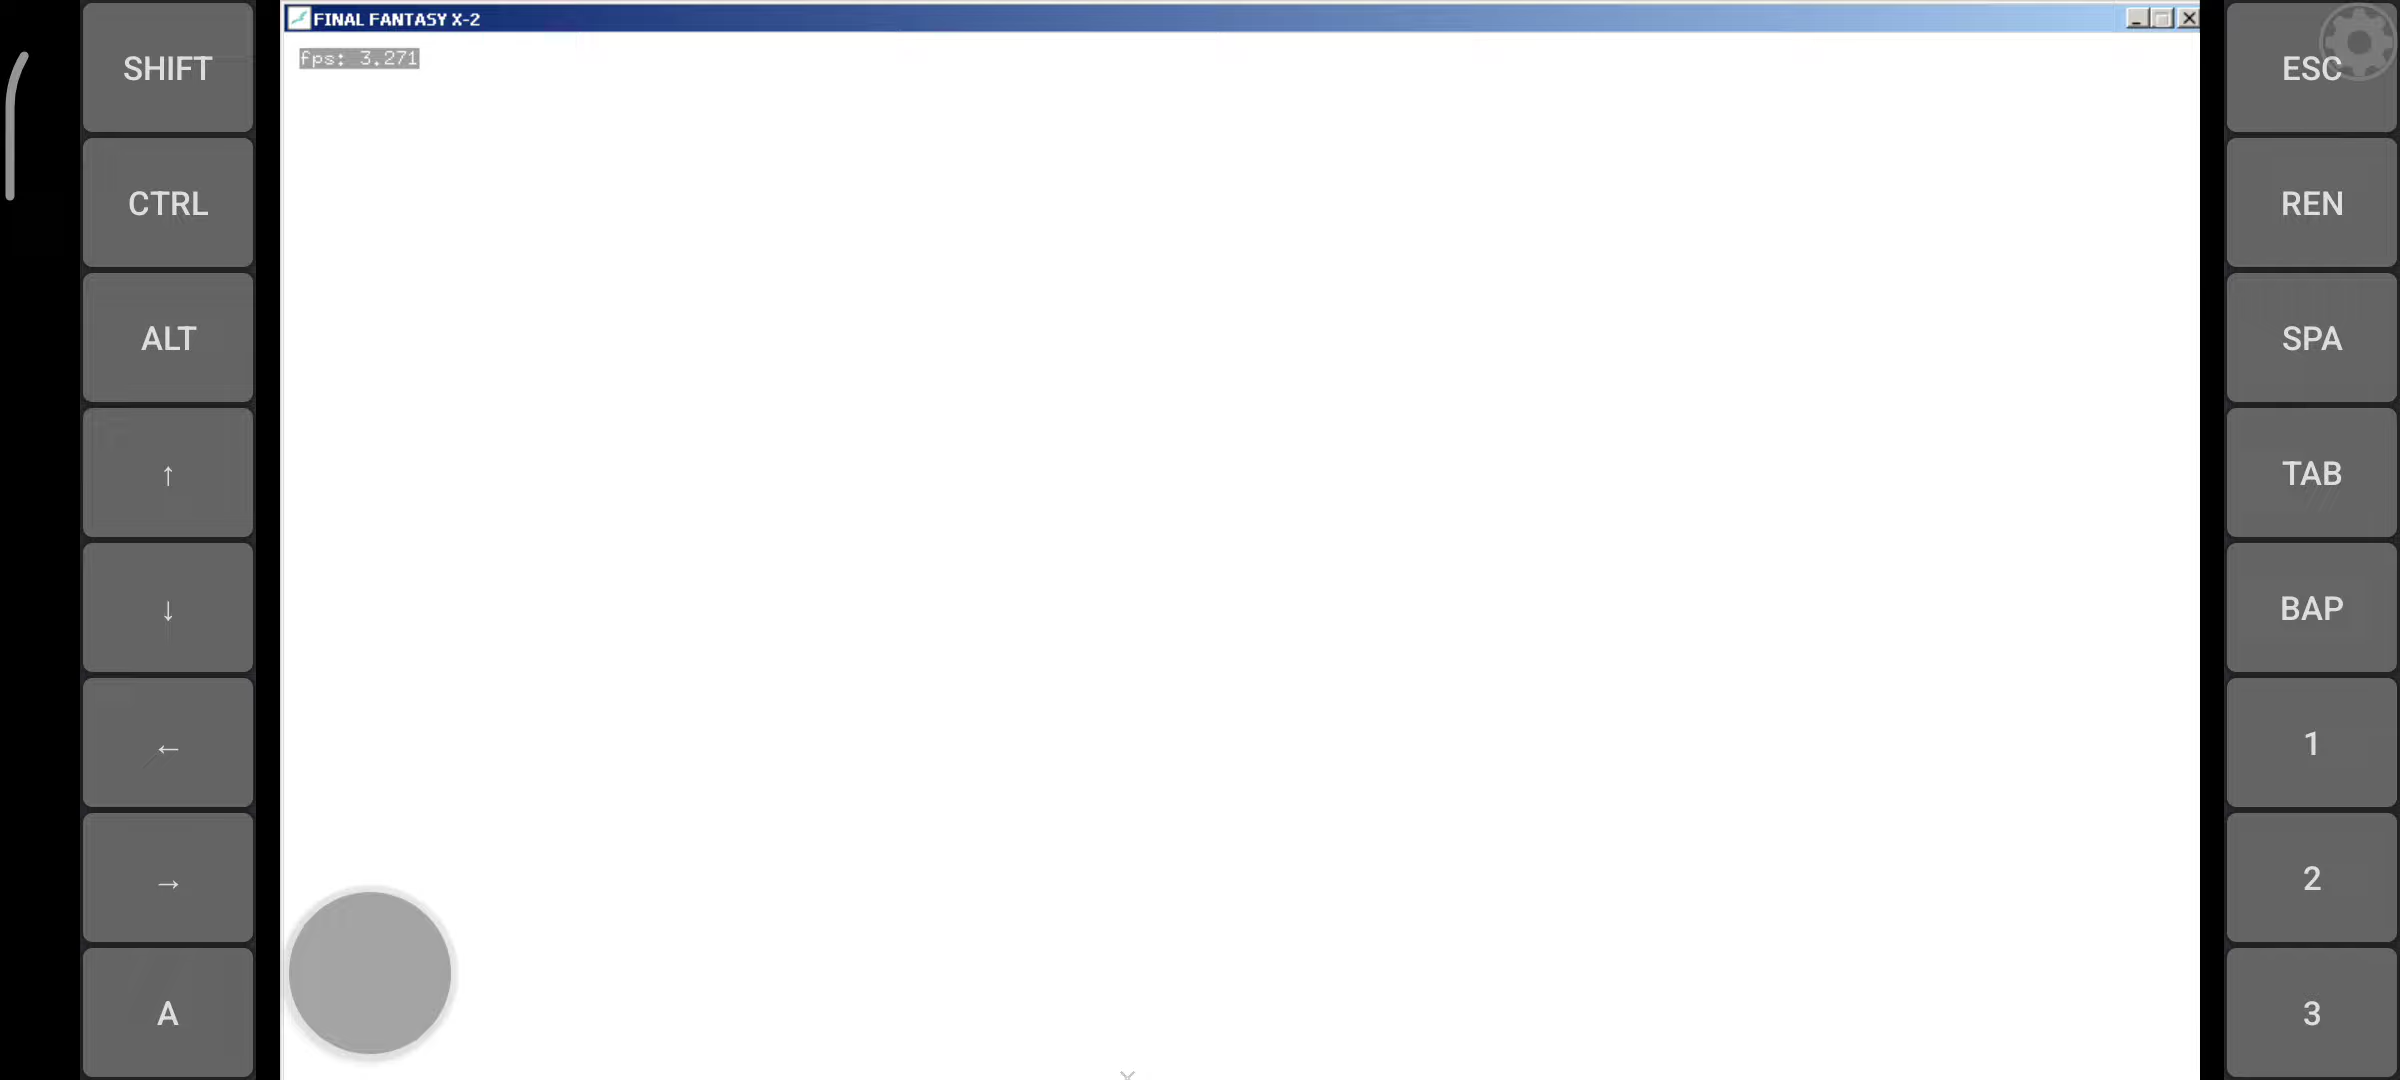 FINAL FANTASY X-2
fps: 3.271
SHIFT
CTRL
ALT
↑
↓
←
→
A
ESC
REN
SPA
TAB
BAP
1
2
3